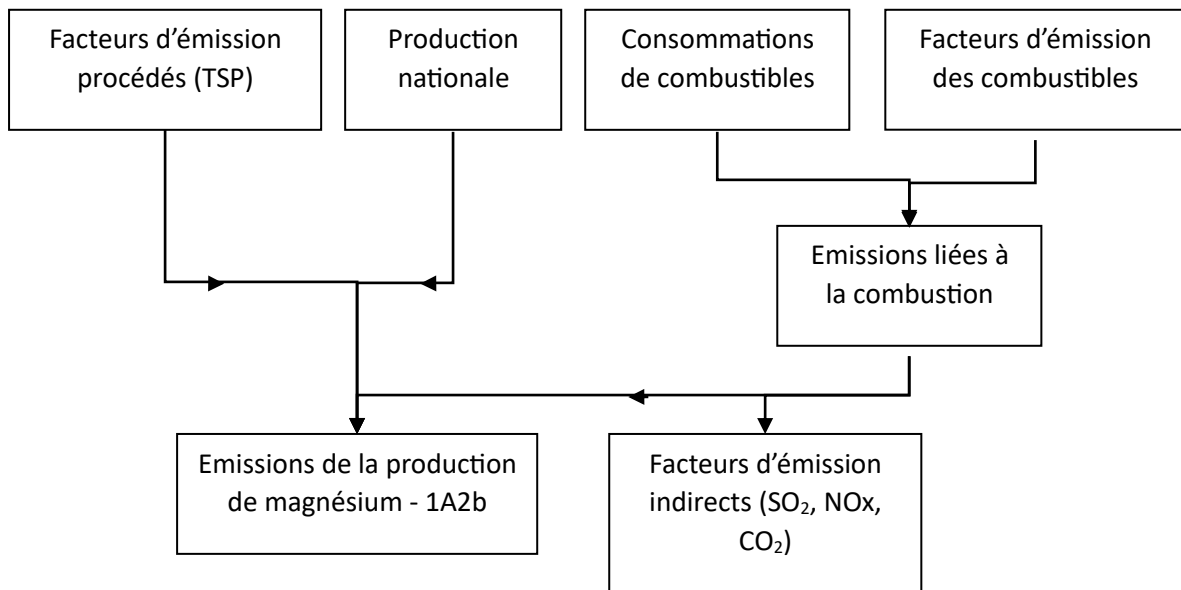 Facteurs d’émission
procédés (TSP)
Production
nationale
Consommations
de combustibles
Facteurs d’émission
des combustibles
Emissions liées à
la combustion
Emissions de la production
de magnésium - 1A2b
Facteurs d’émission
indirects (SO₂, NOx,
CO₂)